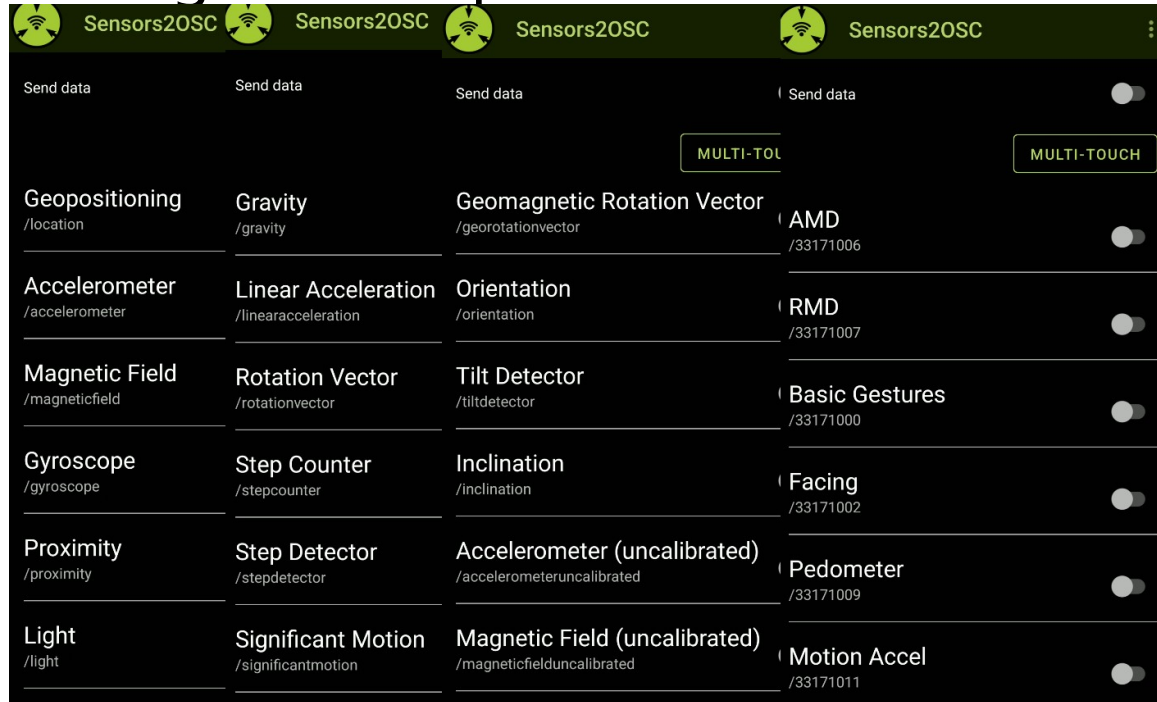 Sensors2OSC
Send data
Geopositioning
/location
Accelerometer
/accelerometer
Magnetic Field
/magneticfield
Gyroscope
/gyroscope
Proximity
/proximity
Light
/light
Sensors2OSC
Send data
Gravity
/gravity
Linear Acceleration
/linearacceleration
Rotation Vector
/rotationvector
Step Counter
/stepcounter
Step Detector
/stepdetector
Significant Motion
/significantmotion
Sensors2OSC
Send data
MULTI-TOU
Geomagnetic Rotation Vector
/georotationvector
Orientation
/orientation
Tilt Detector
/tiltdetector
Inclination
/inclination
Accelerometer (uncalibrated)
/accelerometeruncalibrated
Magnetic Field (uncalibrated)
/magneticfielduncalibrated
Sensors2OSC
Send data
MULTI-TOUCH
AMD
/33171006
RMD
/33171007
Basic Gestures
/33171000
Facing
/33171002
Pedometer
/33171009
Motion Accel
/33171011